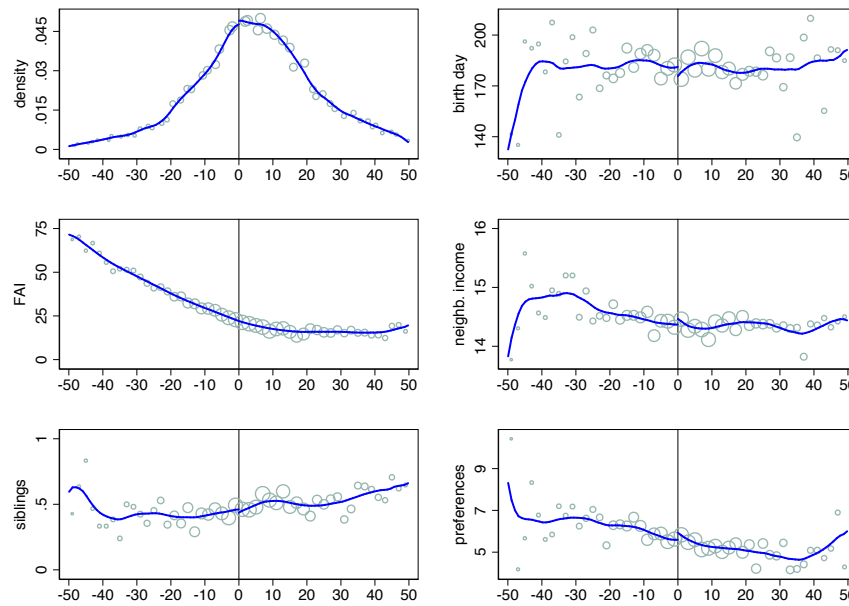 density
0 .015 .03 .045
-50 -40 -30 -20 -10 0 10 20 30 40 50
birth day
140 170 200
-50 -40 -30 -20 -10 0 10 20 30 40 50
FAI
0 25 50 75
-50 -40 -30 -20 -10 0 10 20 30 40 50
neighb. income
14 15 16
-50 -40 -30 -20 -10 0 10 20 30 40 50
siblings
0 .5 1
-50 -40 -30 -20 -10 0 10 20 30 40 50
preferences
5 7 9
-50 -40 -30 -20 -10 0 10 20 30 40 50